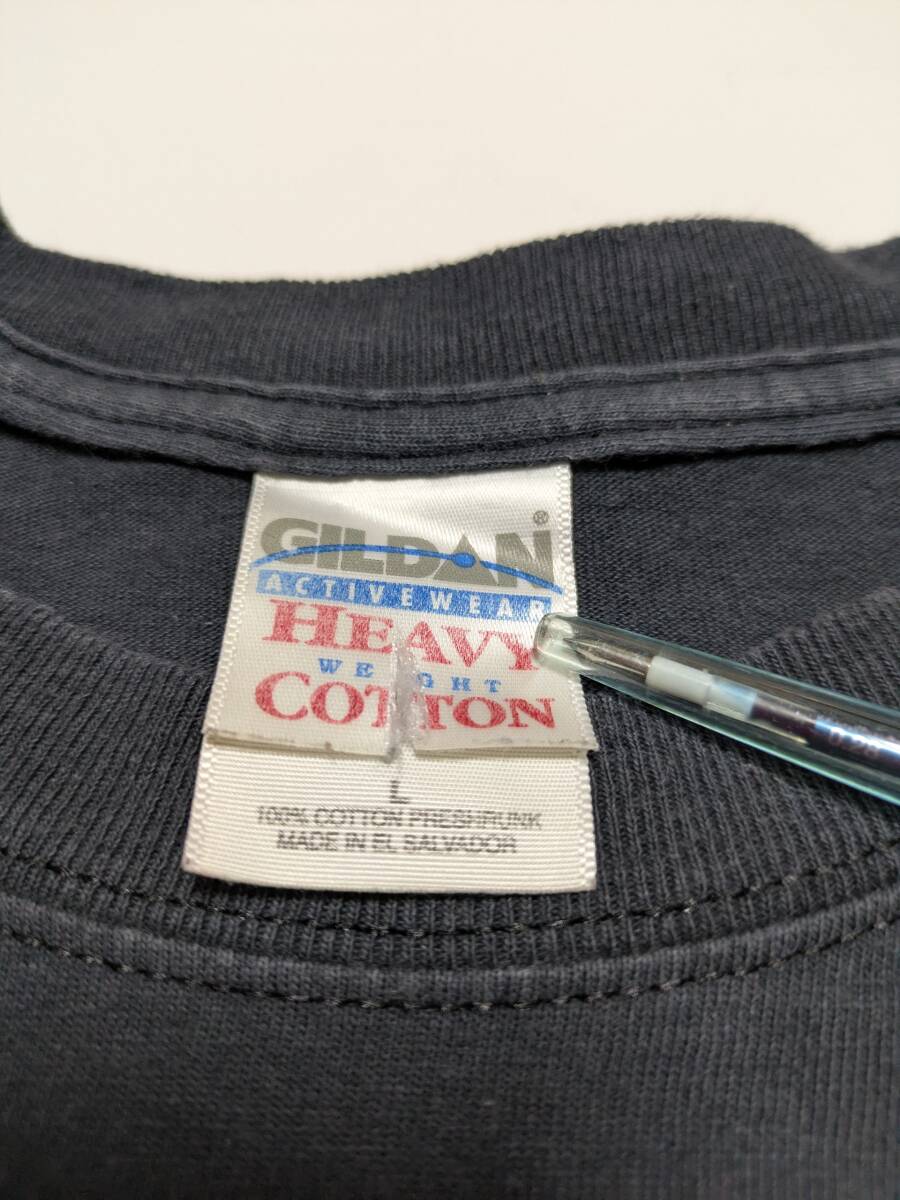 GILDAN®
ACTIVEWEAR
HEAVY
WEIGHT
COTTON
L
100% COTTON PRESHRUNK
MADE IN EL SALVADOR